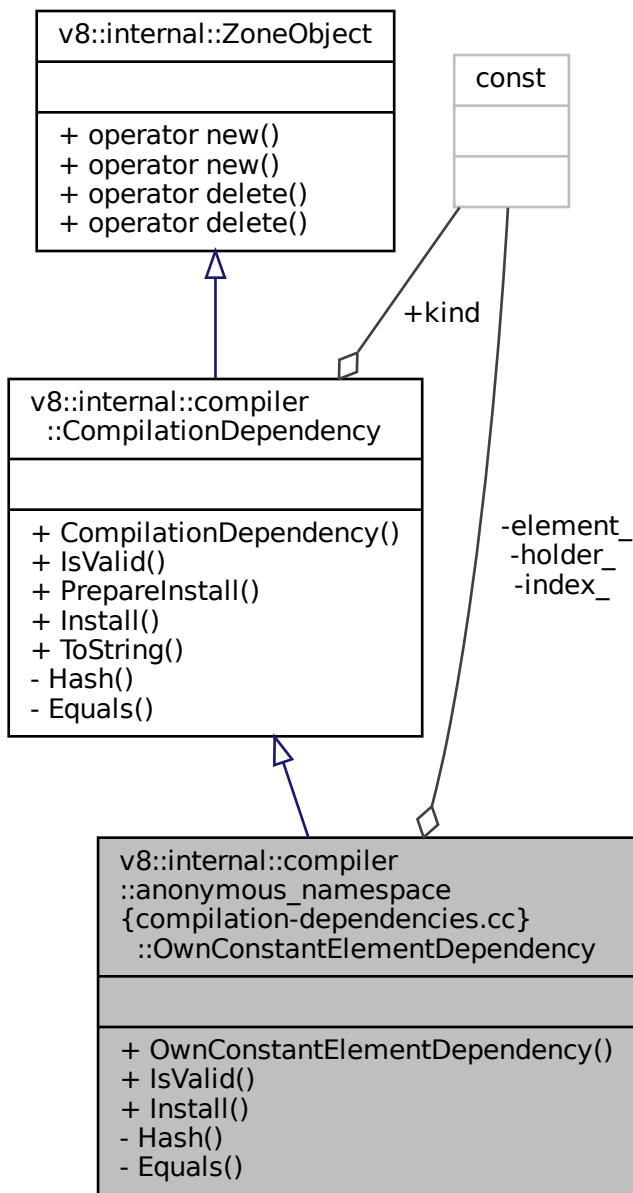 v8::internal::ZoneObject
+ operator new()
+ operator new()
+ operator delete()
+ operator delete()
const
+kind
v8::internal::compiler
::CompilationDependency
+ CompilationDependency()
+ IsValid()
+ PrepareInstall()
+ Install()
+ ToString()
- Hash()
- Equals()
-element_
-holder_
-index_
v8::internal::compiler
::anonymous_namespace
{compilation-dependencies.cc}
::OwnConstantElementDependency
+ OwnConstantElementDependency()
+ IsValid()
+ Install()
- Hash()
- Equals()